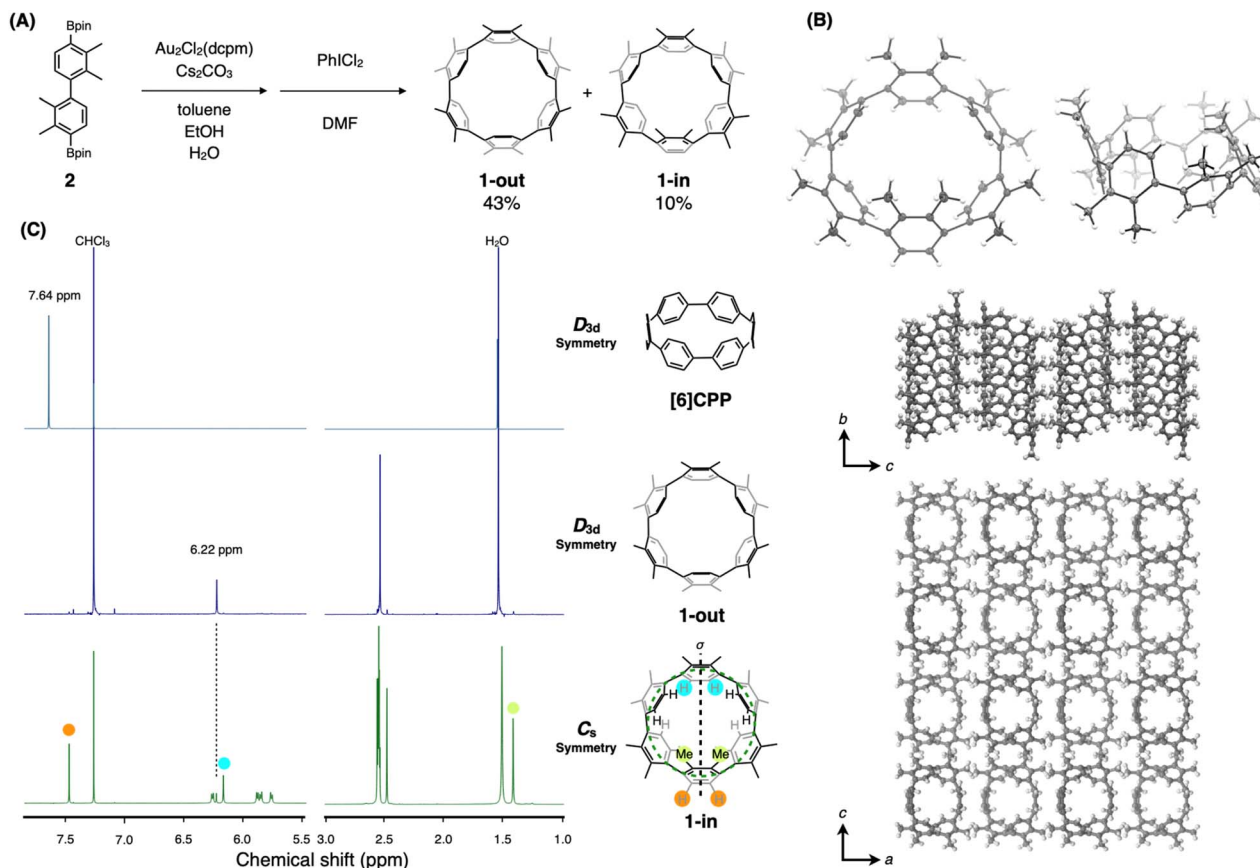 (A)
Bpin
Bpin
2
Au₂Cl₂(dcpm)
Cs₂CO₃
toluene
EtOH
H₂O
PhICl₂
DMF
1-out
43%
+
1-in
10%
(B)
b
c
c
a
(C)
CHCl₃
H₂O
7.64 ppm
D₃d
Symmetry
[6]CPP
6.22 ppm
D₃d
Symmetry
1-out
Cs
Symmetry
σ
H H
H H
H H
H H
Me Me
H H
1-in
7.5 7.0 6.5 6.0 5.5 3.0 2.5 2.0 1.5 1.0
Chemical shift (ppm)